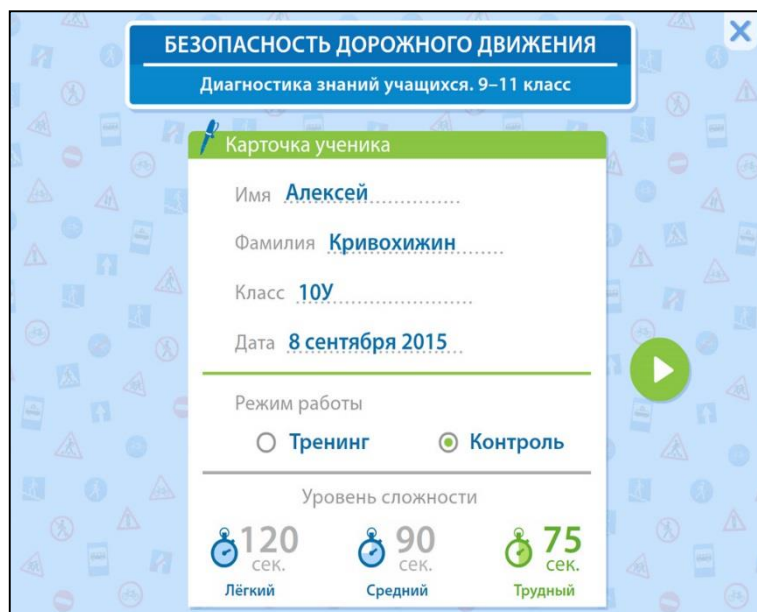 БЕЗОПАСНОСТЬ ДОРОЖНОГО ДВИЖЕНИЯ
Диагностика знаний учащихся. 9–11 класс
Карточка ученика
Имя Алексей
Фамилия Кривохижин
Класс 10У
Дата 8 сентября 2015
Режим работы
Тренинг Контроль
Уровень сложности
120 90 75
сек. сек. сек.
Лёгкий Средний Трудный